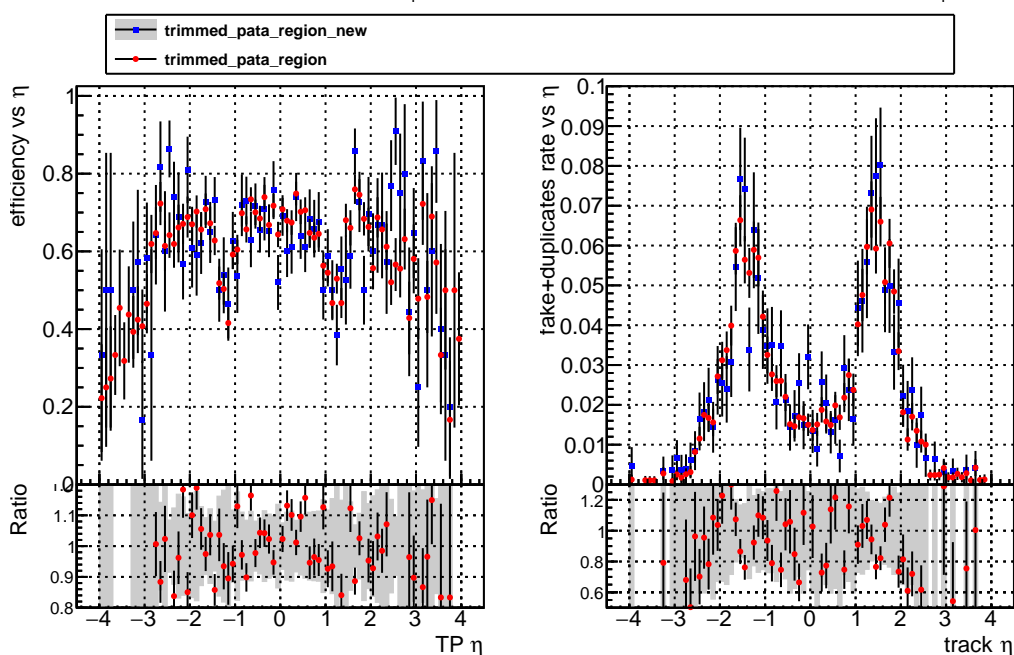 trimmed_pata_region_new
trimmed_pata_region
efficiency vs η
1
0.8
0.6
0.4
0.2
0
Ratio
1.1
1
0.9
0.8
−4 −3 −2 −1 0 1 2 3 4
TP η
fake+duplicates rate vs η
0.1
0.09
0.08
0.07
0.06
0.05
0.04
0.03
0.02
0.01
0
Ratio
1.2
1
0.8
0.6
−4 −3 −2 −1 0 1 2 3 4
track η